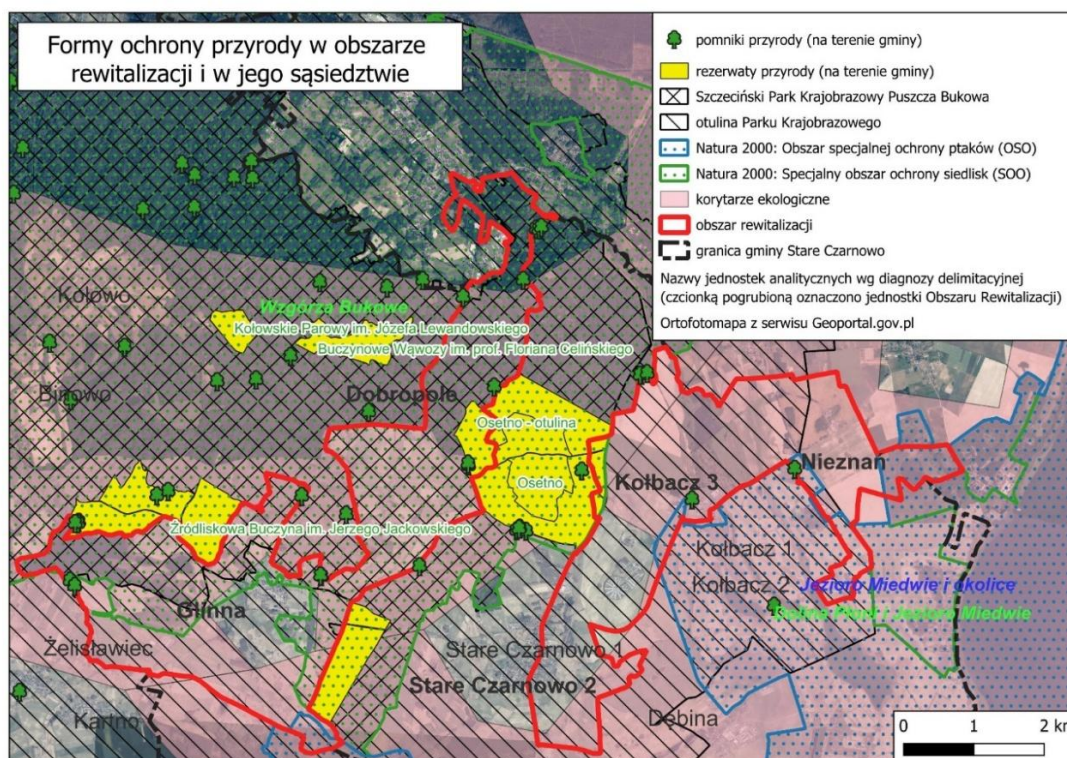 Formy ochrony przyrody w obszarze
rewitalizacji i w jego sąsiedztwie
pomniki przyrody (na terenie gminy)
rezerwaty przyrody (na terenie gminy)
Szczeciński Park Krajobrazowy Puszcza Bukowa
otulina Parku Krajobrazowego
Natura 2000: Obszar specjalnej ochrony ptaków (OSO)
Natura 2000: Specjalny obszar ochrony siedlisk (SOO)
korytarze ekologiczne
obszar rewitalizacji
granica gminy Stare Czarnowo
Nazwy jednostek analitycznych wg diagnozy delimitacyjnej
(czcionką pogrubioną oznaczono jednostki Obszaru Rewitalizacji)
Ortofotomapa z serwisu Geoportal.gov.pl
Kołowo
Wzgórza Bukowe
Kołowskie Parowy im. Józefa Lewandowskiego
Buczynowe Wąwozy im. prof. Floriana Celińskiego
Binowo
Dobropole
Osetno - otulina
Nieznań
Kołbacz 3
Osetno
Źródliskowa Buczyna im. Jerzego Jackowskiego
Kołbacz 1
Kołbacz 2
Jezioro Miedwie i okolice
Glinna
Dolina Płoni i Jezioro Miedwie
Żelisławiec
Stare Czarnowo 1
Stare Czarnowo 2
Kartno
Dębina
0 1 2 km